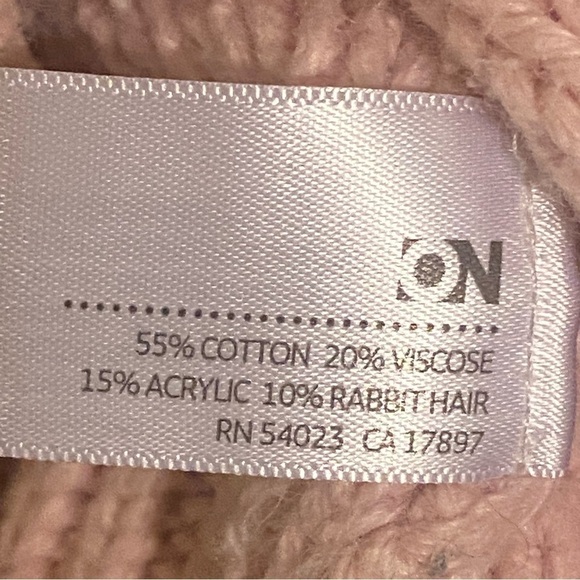 ON
55% COTTON 20% VISCOSE
15% ACRYLIC 10% RABBIT HAIR
RN 54023 CA 17897